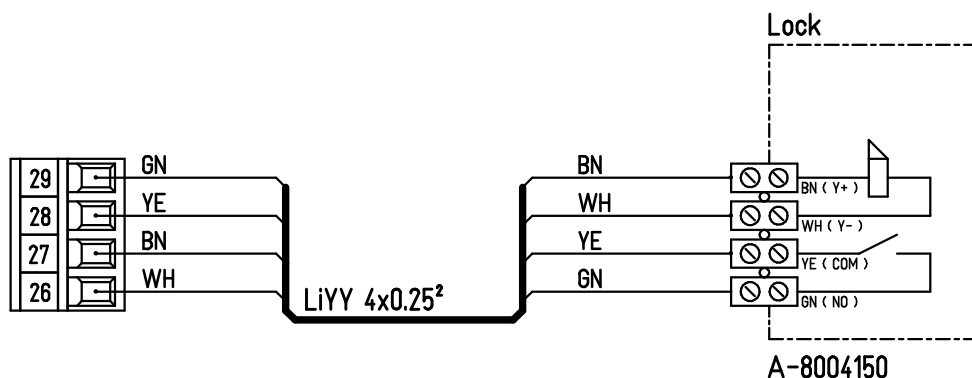 Lock
29 GN BN BN ( Y+ )
28 YE WH WH ( Y- )
27 BN YE YE ( COM )
26 WH GN GN ( NO )
LiYY 4x0.25²
A-8004150